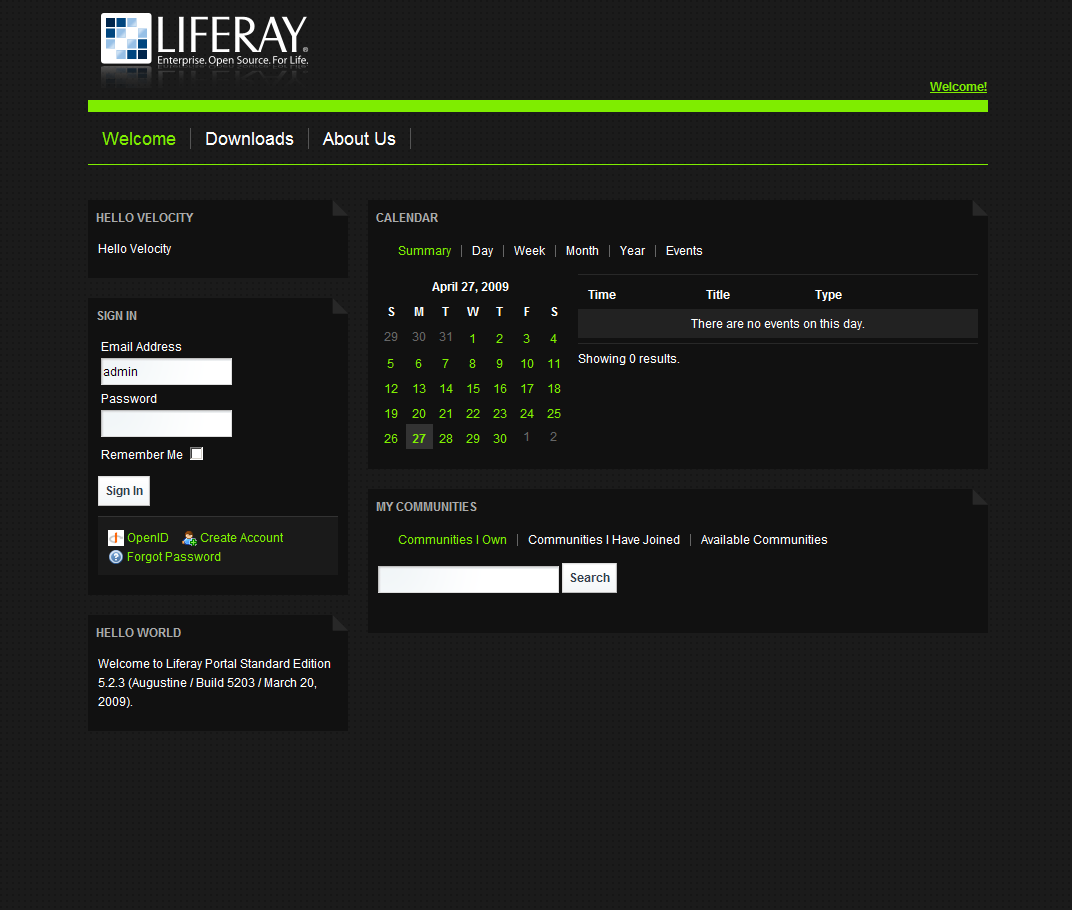 LIFERAY®
Enterprise. Open Source. For Life.
Welcome!
Welcome Downloads About Us
HELLO VELOCITY
Hello Velocity
SIGN IN
Email Address
admin
Password
Remember Me
Sign In
OpenID Create Account
Forgot Password
HELLO WORLD
Welcome to Liferay Portal Standard Edition
5.2.3 (Augustine / Build 5203 / March 20,
2009).
CALENDAR
Summary Day Week Month Year Events
April 27, 2009
S M T W T F S
29 30 31 1 2 3 4
5 6 7 8 9 10 11
12 13 14 15 16 17 18
19 20 21 22 23 24 25
26 27 28 29 30 1 2
Time Title Type
There are no events on this day.
Showing 0 results.
MY COMMUNITIES
Communities I Own Communities I Have Joined Available Communities
Search